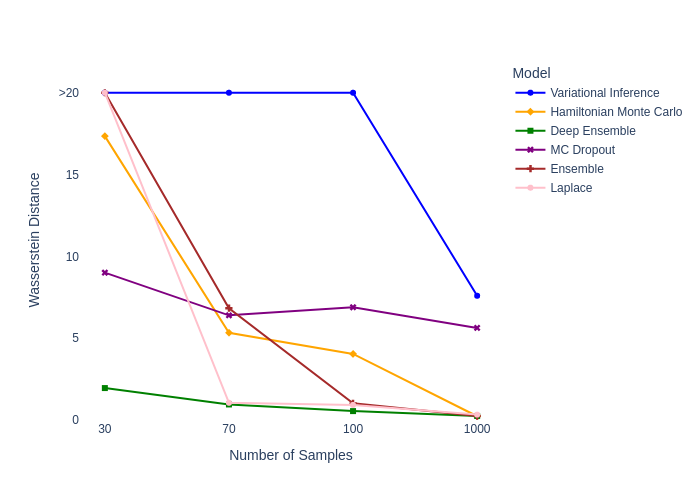 Model
Variational Inference
Hamiltonian Monte Carlo
Deep Ensemble
MC Dropout
Ensemble
Laplace
Wasserstein Distance
>20
15
10
5
0
30 70 100 1000
Number of Samples